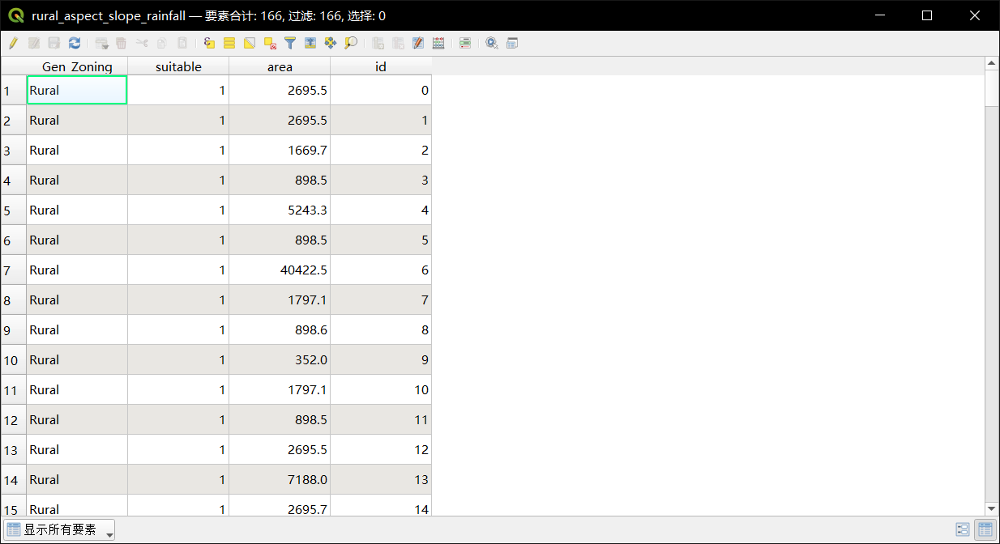 rural_aspect_slope_rainfall — 要素合计: 166, 过滤: 166, 选择: 0
Gen_Zoning suitable area id
1 Rural 1 2695.5 0
2 Rural 1 2695.5 1
3 Rural 1 1669.7 2
4 Rural 1 898.5 3
5 Rural 1 5243.3 4
6 Rural 1 898.5 5
7 Rural 1 40422.5 6
8 Rural 1 1797.1 7
9 Rural 1 898.6 8
10 Rural 1 352.0 9
11 Rural 1 1797.1 10
12 Rural 1 898.5 11
13 Rural 1 2695.5 12
14 Rural 1 7188.0 13
15 Rural 1 2695.7 14
显示所有要素